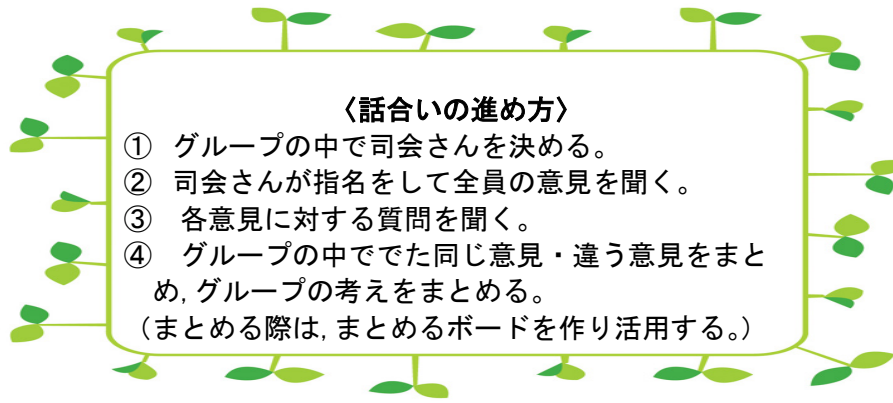 〈話合いの進め方〉
① グループの中で司会さんを決める。
② 司会さんが指名をして全員の意見を聞く。
③ 各意見に対する質問を聞く。
④ グループの中ででた同じ意見・違う意見をまと
め,グループの考えをまとめる。
(まとめる際は,まとめるボードを作り活用する。)